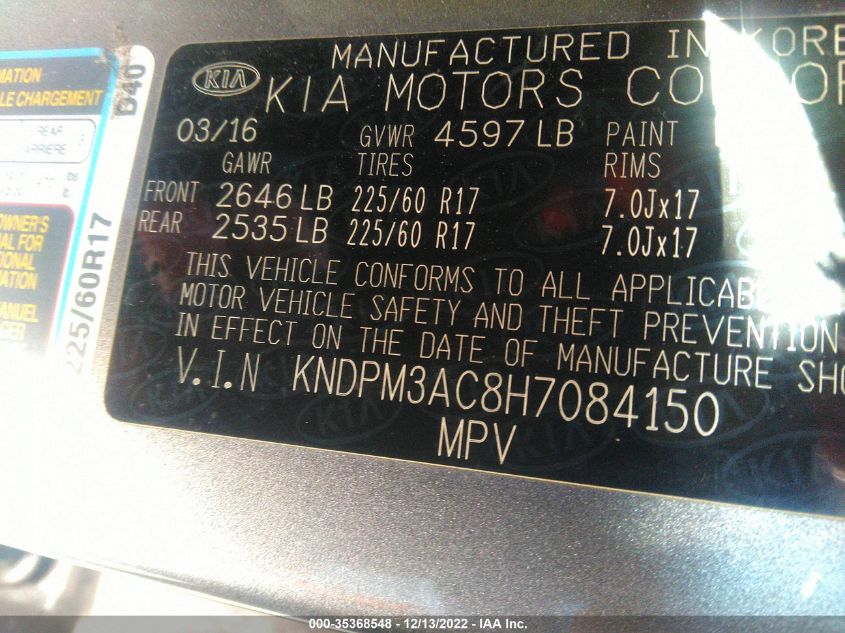 MANUFACTURED IN KORE
KIA KIA MOTORS CO
03/16 GVWR 4597 LB PAINT
GAWR TIRES RIMS
FRONT 2646 LB 225/60 R17 7.0Jx17
REAR 2535 LB 225/60 R17 7.0Jx17
THIS VEHICLE CONFORMS TO ALL APPLICAB
MOTOR VEHICLE SAFETY AND THEFT PREVENTION
IN EFFECT ON THE DATE OF MANUFACTURE SHO
V.I.N KNDPM3AC8H7084150
MPV
MATION
LE CHARGEMENT
REAR
ARRIERE
lbs
OWNER'S
AL FOR
IONAL
MATION
MANUEL
GER
225/60R17
D40
000-35368548 - 12/13/2022 - IAA Inc.